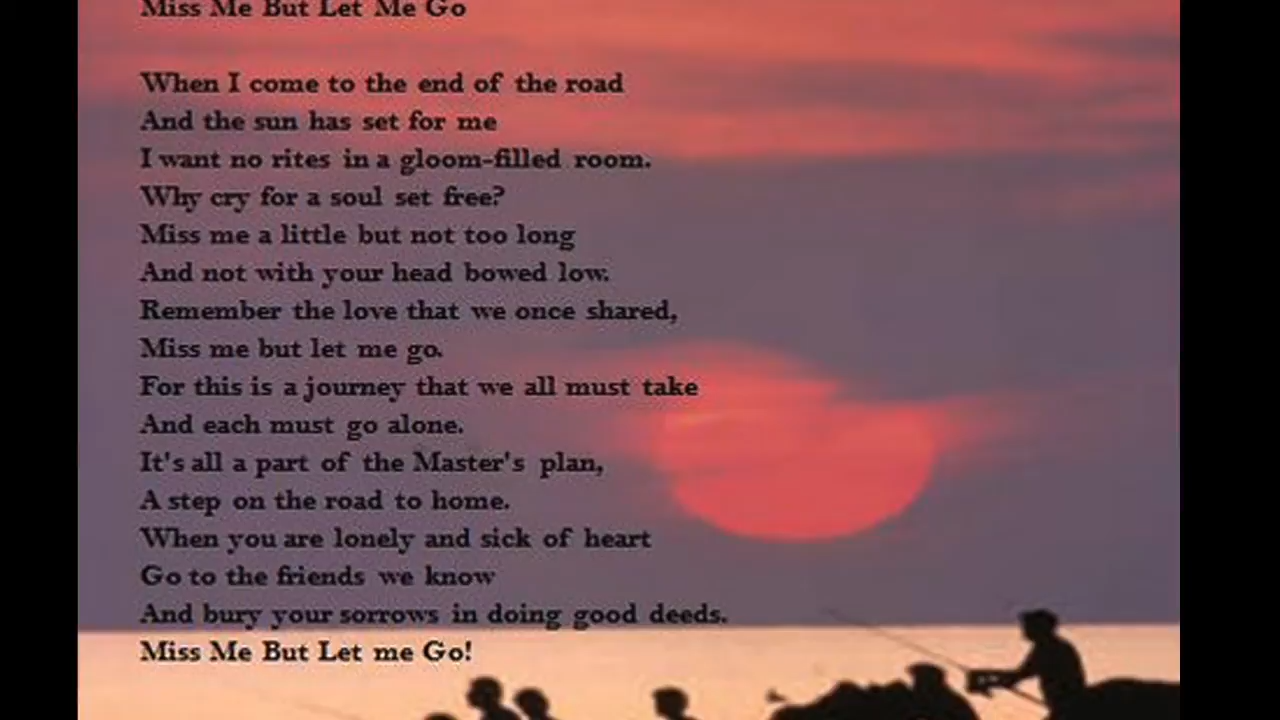 Miss Me But Let Me Go
When I come to the end of the road
And the sun has set for me
I want no rites in a gloom-filled room.
Why cry for a soul set free?
Miss me a little but not too long
And not with your head bowed low.
Remember the love that we once shared,
Miss me but let me go.
For this is a journey that we all must take
And each must go alone.
It's all a part of the Master's plan,
A step on the road to home.
When you are lonely and sick of heart
Go to the friends we know
And bury your sorrows in doing good deeds.
Miss Me But Let me Go!